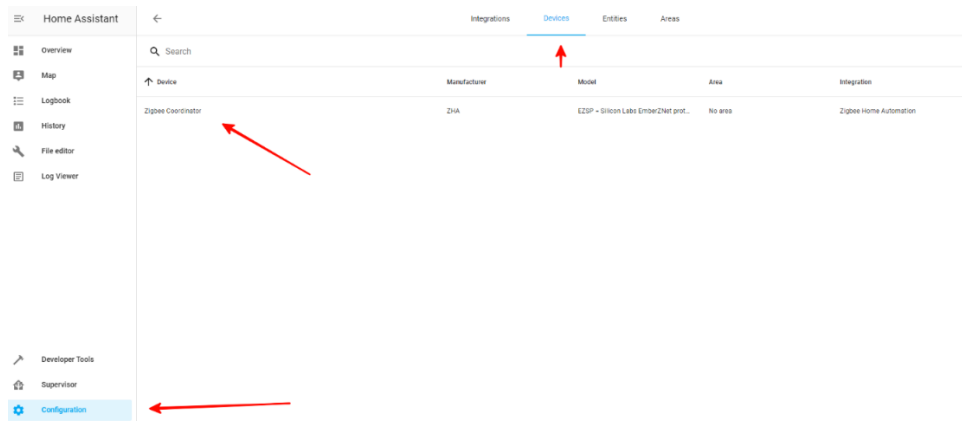 Home Assistant
Integrations Devices Entities Areas
Overview
Search
Map
Device Manufacturer Model Area Integration
Logbook
Zigbee Coordinator ZHA EZSP = Silicon Labs EmberZNet prot... No area Zigbee Home Automation
History
File editor
Log Viewer
Developer Tools
Supervisor
Configuration